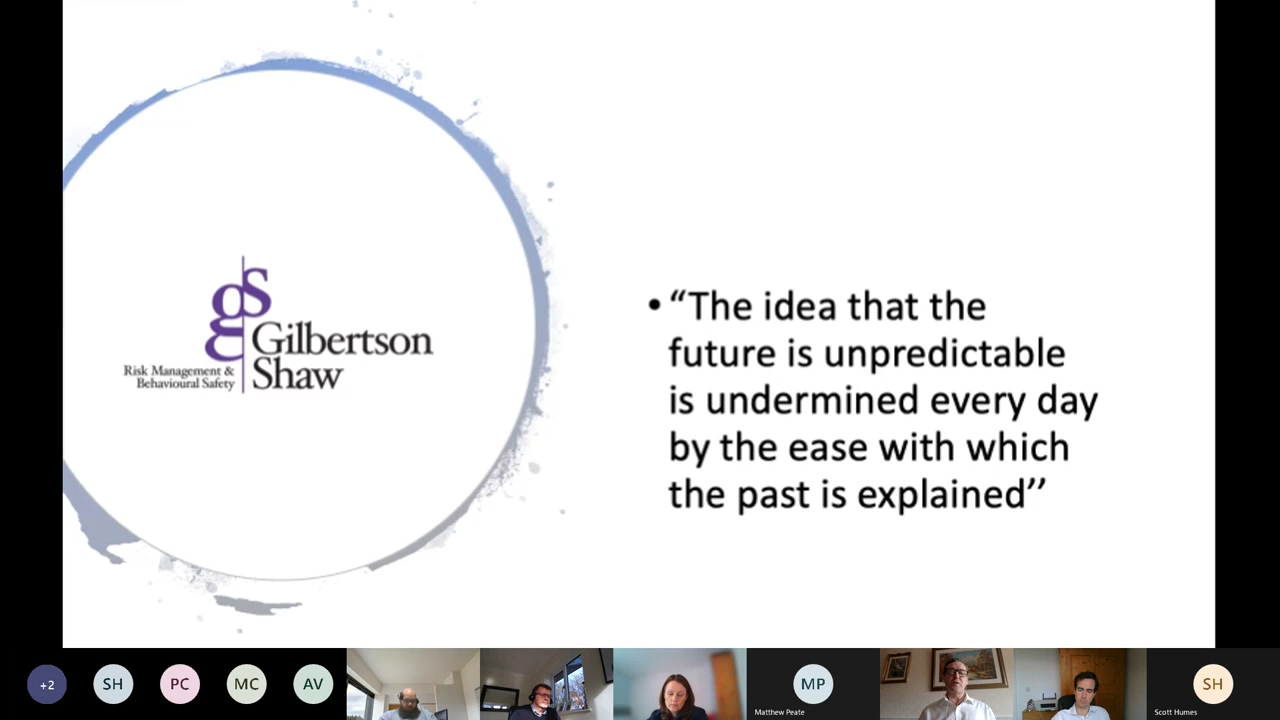 gs
Gilbertson
Shaw
Risk Management &
Behavioural Safety
• “The idea that the
future is unpredictable
is undermined every day
by the ease with which
the past is explained’’
+2
SH
PC
MC
AV
MP
Matthew Peate
SH
Scott Humes